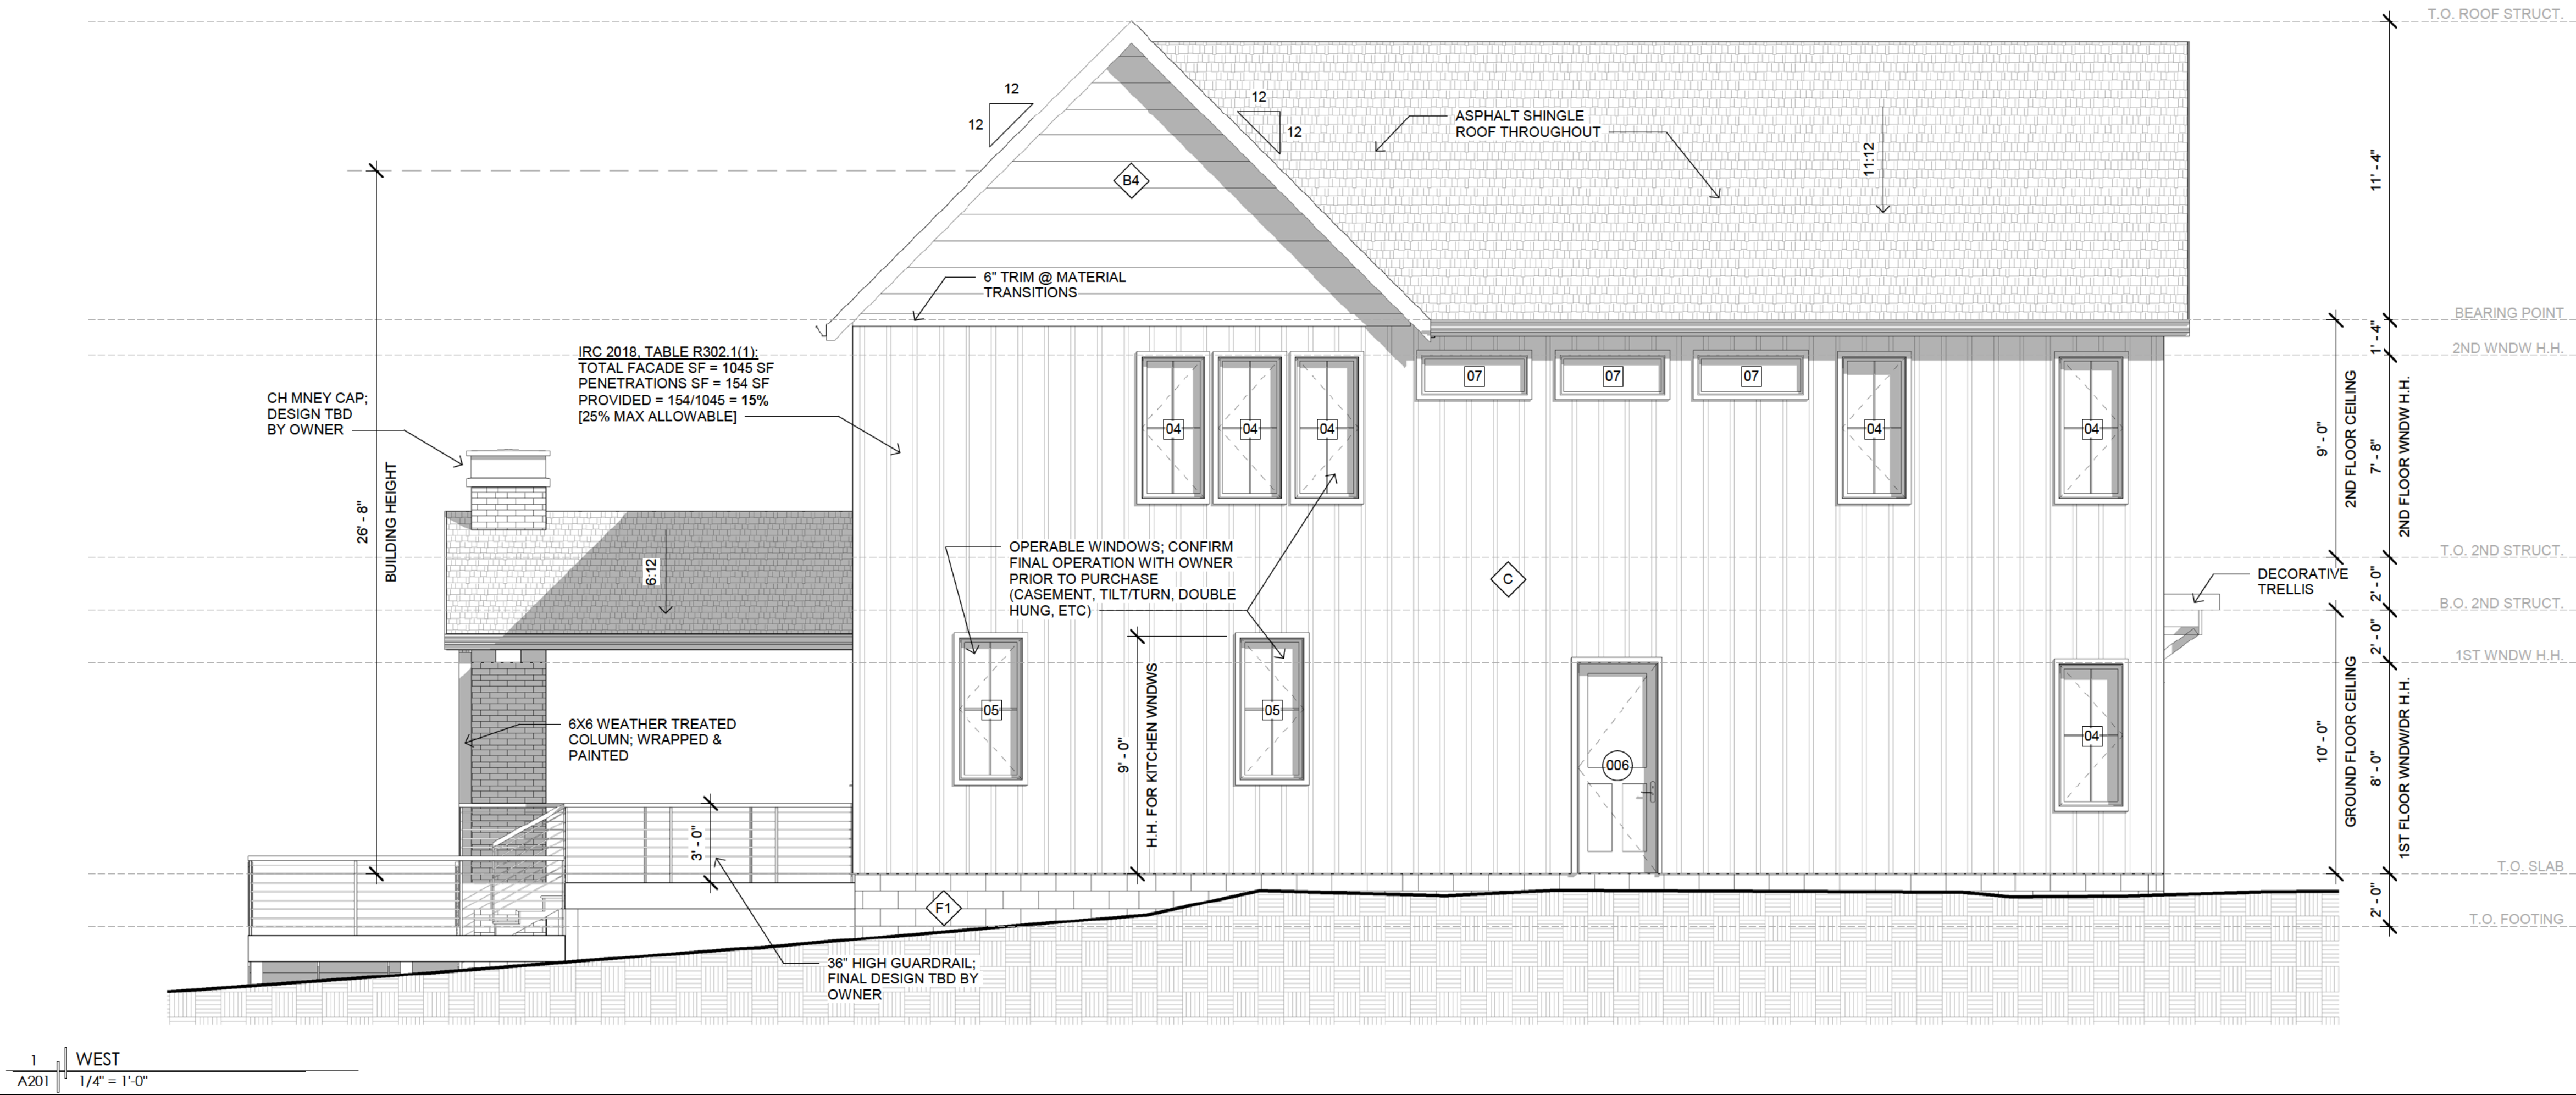 T.O. ROOF STRUCT.
12
12
12
12
ASPHALT SHINGLE
ROOF THROUGHOUT
11:12
11' - 4"
B4
6" TRIM @ MATERIAL
TRANSITIONS
BEARING POINT
1' - 4"
2ND WNDW H.H.
IRC 2018, TABLE R302.1(1):
TOTAL FACADE SF = 1045 SF
PENETRATIONS SF = 154 SF
PROVIDED = 154/1045 = 15%
[25% MAX ALLOWABLE]
CH MNEY CAP;
DESIGN TBD
BY OWNER
07
07
07
04
04
04
04
04
9' - 0"
2ND FLOOR CEILING
7' - 8"
2ND FLOOR WNDW H.H.
26' - 8"
BUILDING HEIGHT
6:12
OPERABLE WINDOWS; CONFIRM
FINAL OPERATION WITH OWNER
PRIOR TO PURCHASE
(CASEMENT, TILT/TURN, DOUBLE
HUNG, ETC)
C
T.O. 2ND STRUCT.
DECORATIVE
TRELLIS
2' - 0"
B.O. 2ND STRUCT.
2' - 0"
1ST WNDW H.H.
05
05
9' - 0"
H.H. FOR KITCHEN WNDWS
006
04
10' - 0"
GROUND FLOOR CEILING
8' - 0"
1ST FLOOR WNDW/DR H.H.
6X6 WEATHER TREATED
COLUMN; WRAPPED &
PAINTED
3' - 0"
T.O. SLAB
F1
2' - 0"
T.O. FOOTING
36" HIGH GUARDRAIL;
FINAL DESIGN TBD BY
OWNER
1
WEST
A201
1/4" = 1'-0"